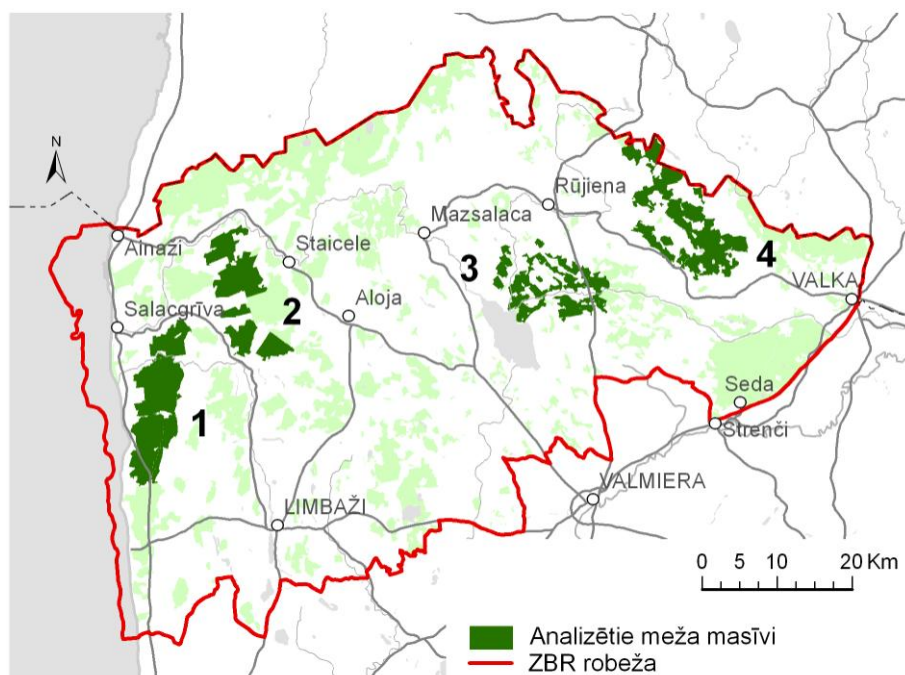 N
Ainaži
Staicele
Mazsalaca
Rūjiena
Salacgrīva
Aloja
VALKA
1
2
3
4
Seda
Strenči
LIMBAŽI
VALMIERA
0 5 10 20 Km
Analizētie meža masīvi
ZBR robeža